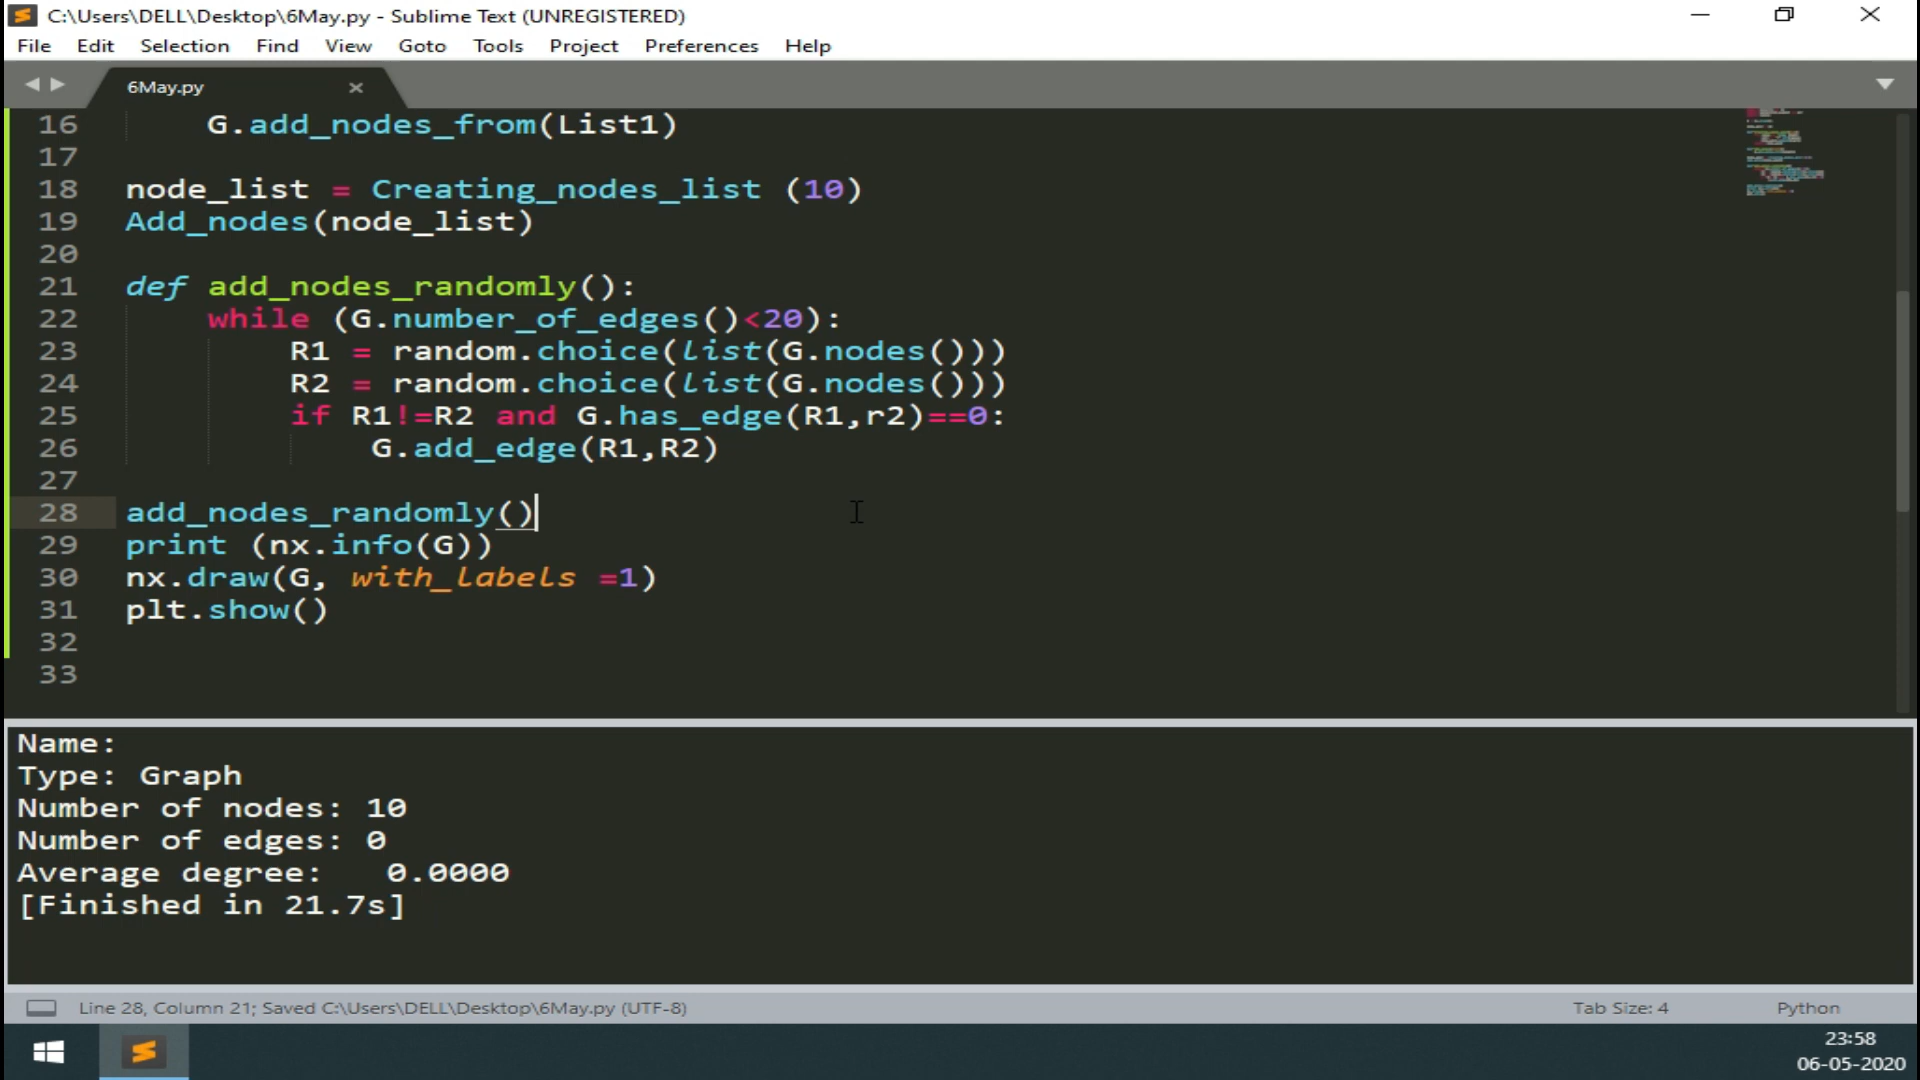 C:\Users\DELL\Desktop\6May.py - Sublime Text (UNREGISTERED)
File Edit Selection Find View Goto Tools Project Preferences Help
6May.py
16 G.add_nodes_from(List1)
17
18 node_list = Creating_nodes_list (10)
19 Add_nodes(node_list)
20
21 def add_nodes_randomly():
22 while (G.number_of_edges()<20):
23 R1 = random.choice(list(G.nodes()))
24 R2 = random.choice(list(G.nodes()))
25 if R1!=R2 and G.has_edge(R1,r2)==0:
26 G.add_edge(R1,R2)
27
28 add_nodes_randomly()
29 print (nx.info(G))
30 nx.draw(G, with_labels =1)
31 plt.show()
32
33
Name:
Type: Graph
Number of nodes: 10
Number of edges: 0
Average degree: 0.0000
[Finished in 21.7s]
Line 28, Column 21; Saved C:\Users\DELL\Desktop\6May.py (UTF-8) Tab Size: 4 Python
23:58
06-05-2020